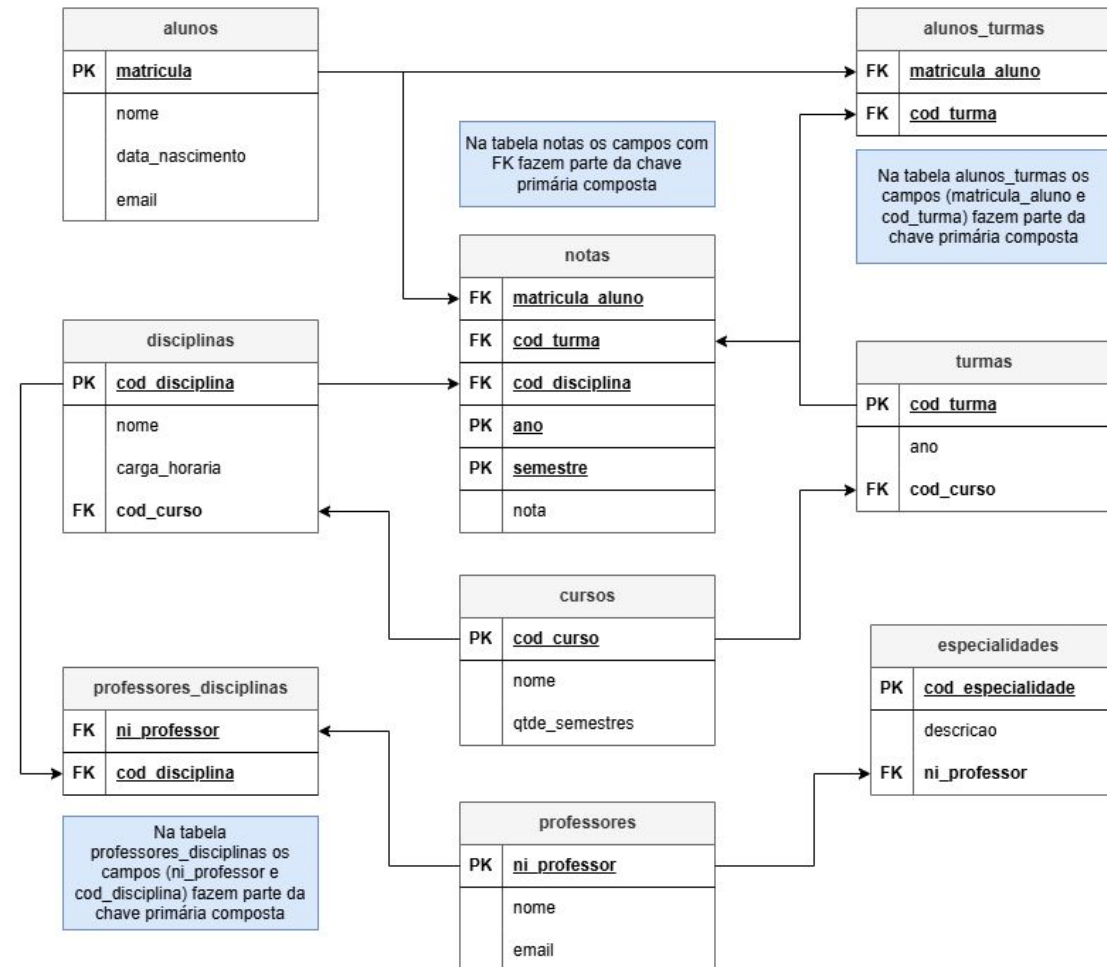 alunos
PK matricula
nome
data_nascimento
email
alunos_turmas
FK matricula_aluno
FK cod_turma
Na tabela notas os campos com
FK fazem parte da chave
primária composta
Na tabela alunos_turmas os
campos (matricula_aluno e
cod_turma) fazem parte da
chave primária composta
notas
FK matricula_aluno
FK cod_turma
FK cod_disciplina
PK ano
PK semestre
nota
disciplinas
PK cod_disciplina
nome
carga_horaria
FK cod_curso
turmas
PK cod_turma
ano
FK cod_curso
cursos
PK cod_curso
nome
qtde_semestres
especialidades
PK cod_especialidade
descricao
FK ni_professor
professores_disciplinas
FK ni_professor
FK cod_disciplina
Na tabela
professores_disciplinas os
campos (ni_professor e
cod_disciplina) fazem parte da
chave primária composta
professores
PK ni_professor
nome
email